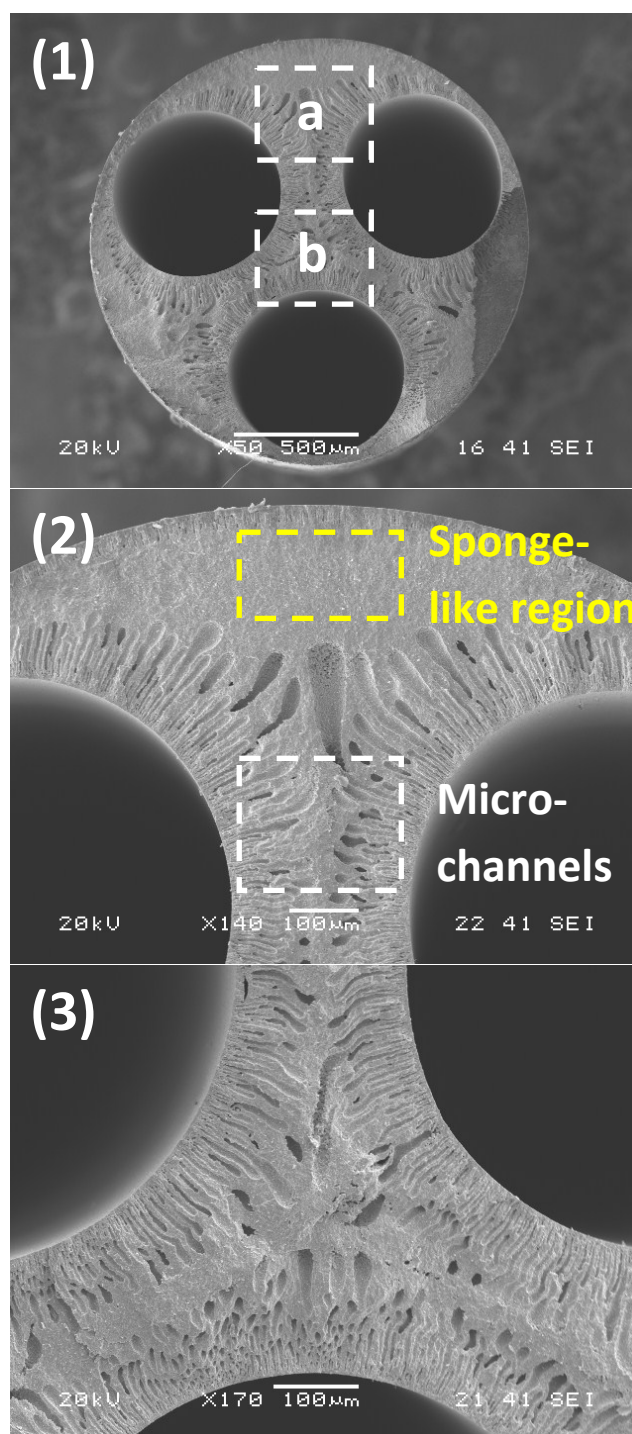 (1)
a
b
20kV X50 500µm 16 41 SEI
(2)
Sponge-
like region
Micro-
channels
20kV X140 100µm 22 41 SEI
(3)
20kV X170 100µm 21 41 SEI